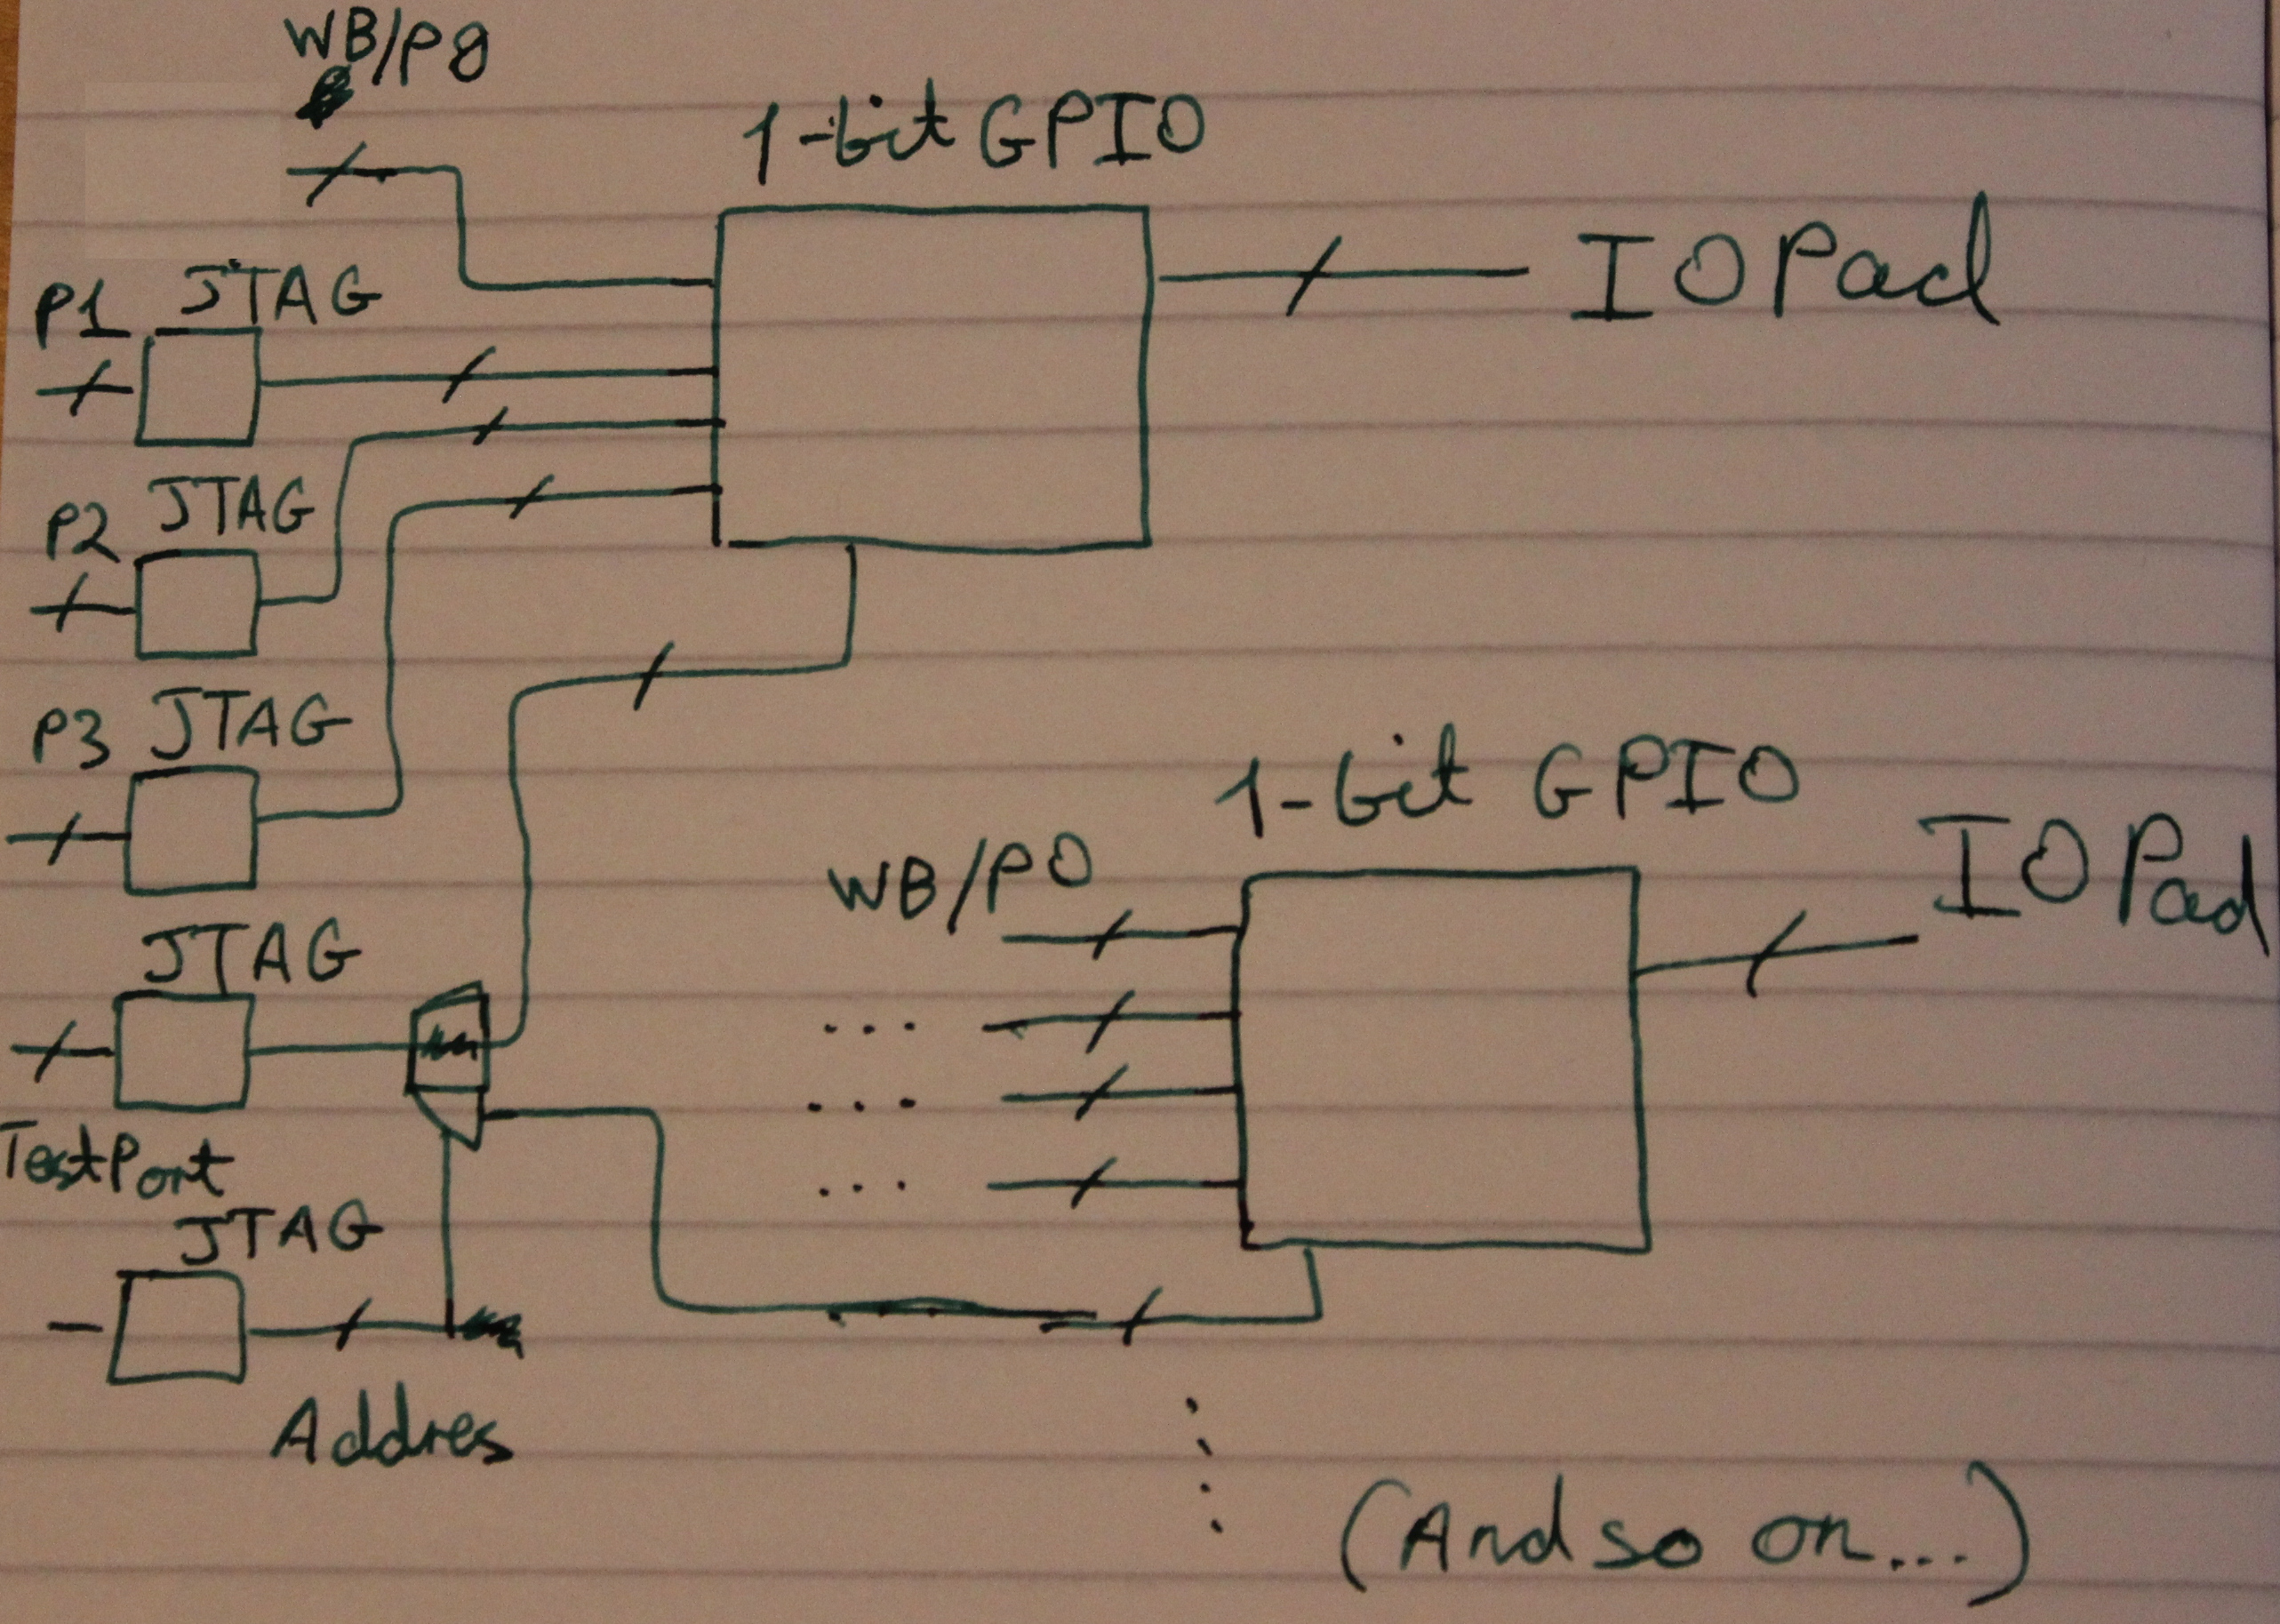 WB/P0
1-bit GPIO
IOPad
P1 JTAG
P2 JTAG
P3 JTAG
1-bit GPIO
WB/P0
IOPad
JTAG
...
...
TestPort
...
JTAG
Addres
(And so on...)